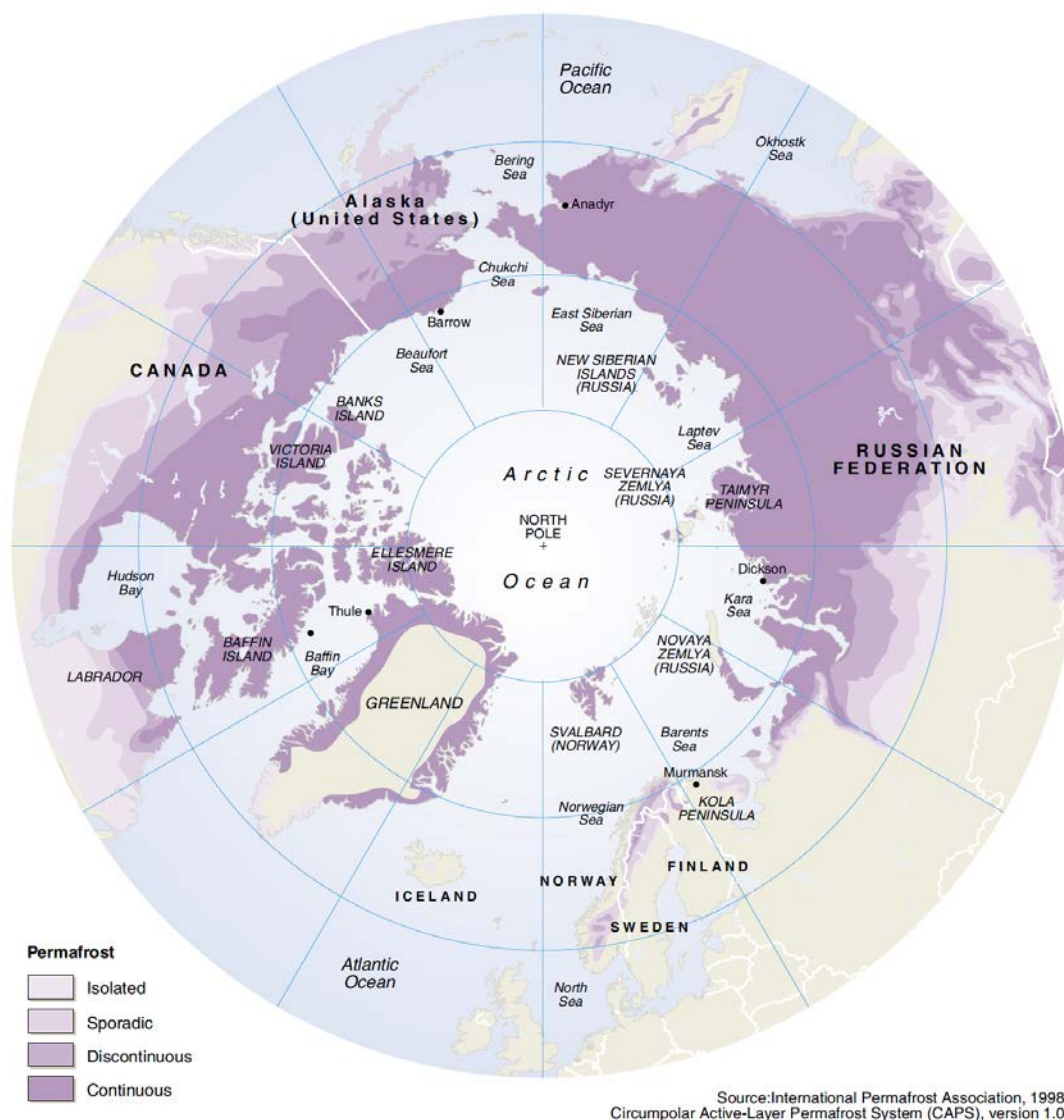 Pacific
Ocean
Okhostk
Sea
Bering
Sea
Anadyr
Alaska
(United States)
Chukchi
Sea
Barrow
East Siberian
Sea
Beaufort
Sea
NEW SIBERIAN
ISLANDS
(RUSSIA)
CANADA
BANKS
ISLAND
VICTORIA
ISLAND
Laptev
Sea
RUSSIAN
FEDERATION
Arctic
SEVERNAYA
ZEMLYA
(RUSSIA)
TAIMYR
PENINSULA
NORTH
POLE
ELLESMERE
ISLAND
Ocean
Dickson
Hudson
Bay
Kara
Sea
Thule
BAFFIN
ISLAND
Baffin
Bay
NOVAYA
ZEMLYA
(RUSSIA)
LABRADOR
GREENLAND
SVALBARD
(NORWAY)
Barents
Sea
Murmansk
KOLA
PENINSULA
Norwegian
Sea
FINLAND
NORWAY
ICELAND
SWEDEN
Atlantic
Ocean
North
Sea
Permafrost
Isolated
Sporadic
Discontinuous
Continuous
Source:International Permafrost Association, 1998
Circumpolar Active-Layer Permafrost System (CAPS), version 1.0